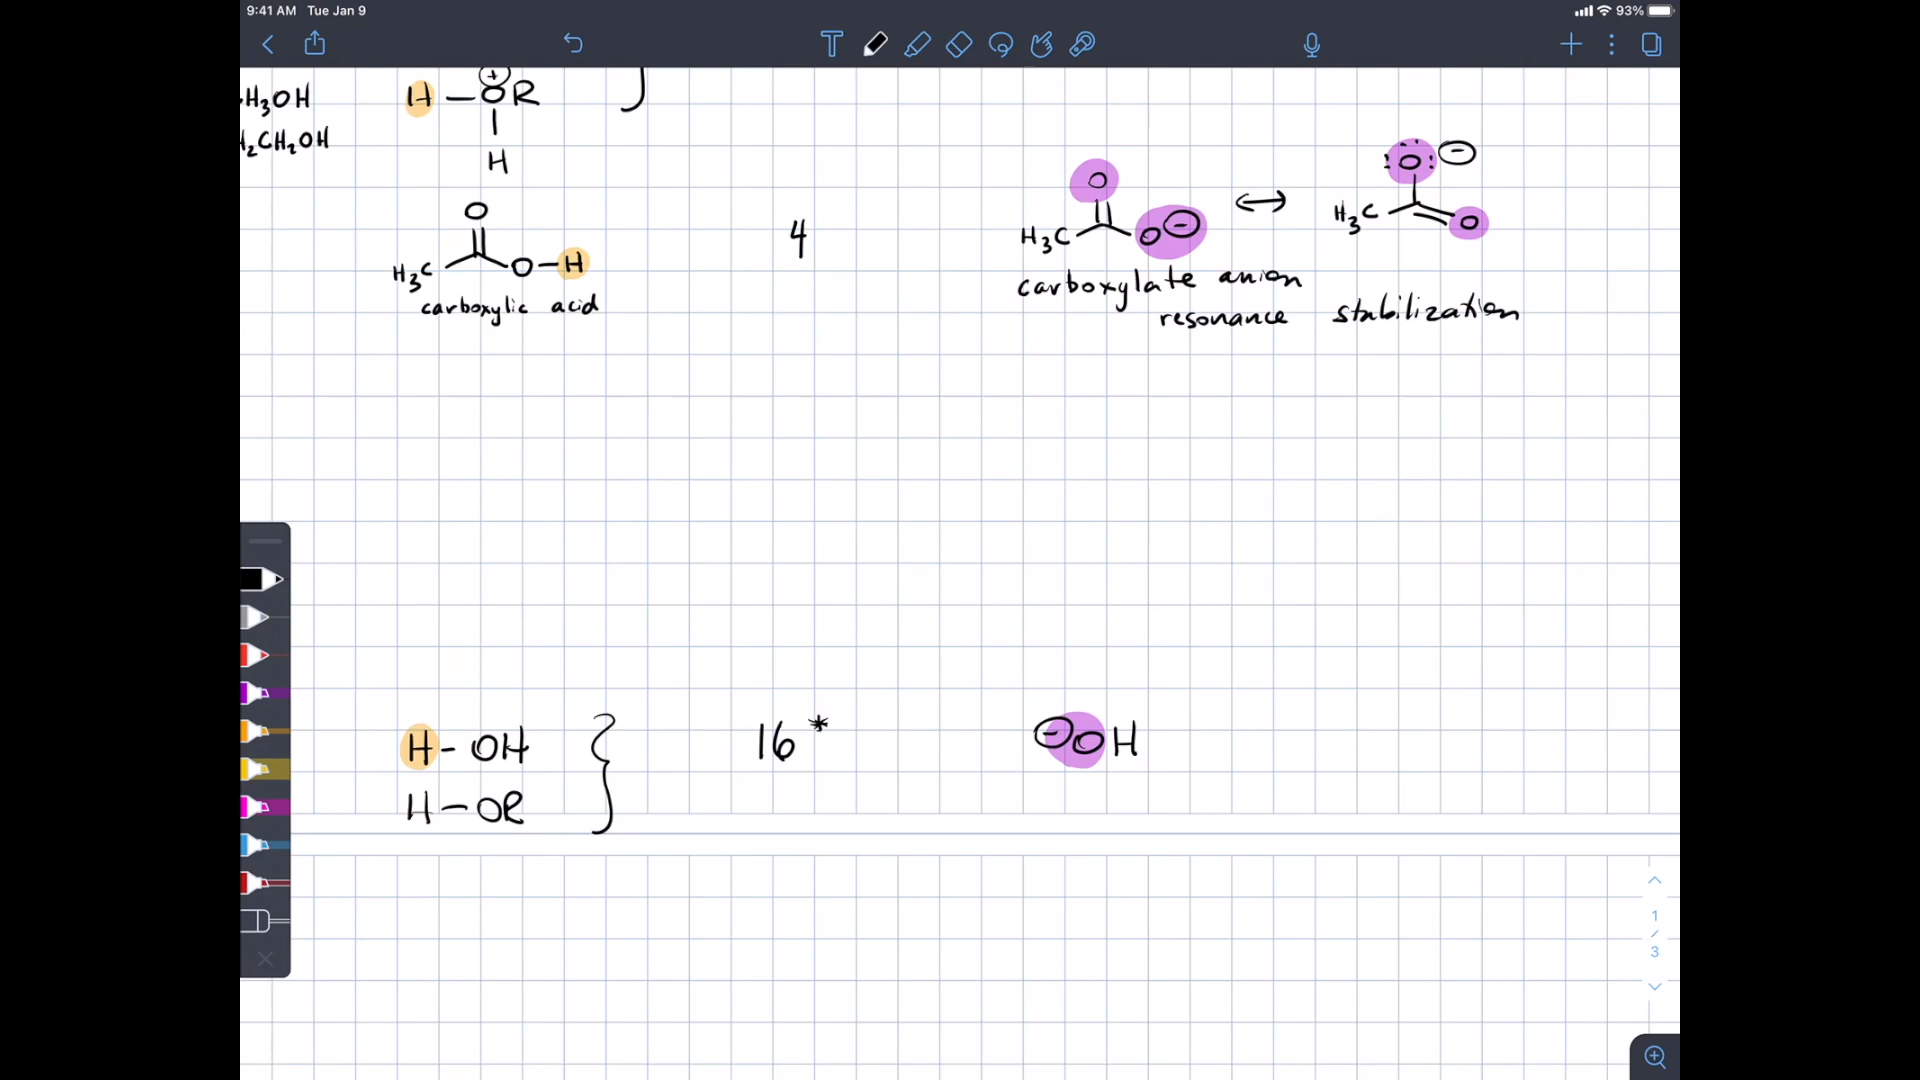 9:41 AM Tue Jan 9
93%
H3OH
H2CH2OH
⊕
H — OR
H
O
H3C O — H
carboxylic acid
4
O
H3C O ⊖
↔
:O: ⊖
H3C O
carboxylate anion
resonance stabilization
H - OH
H — OR
16 *
⊖OH
1
/
3